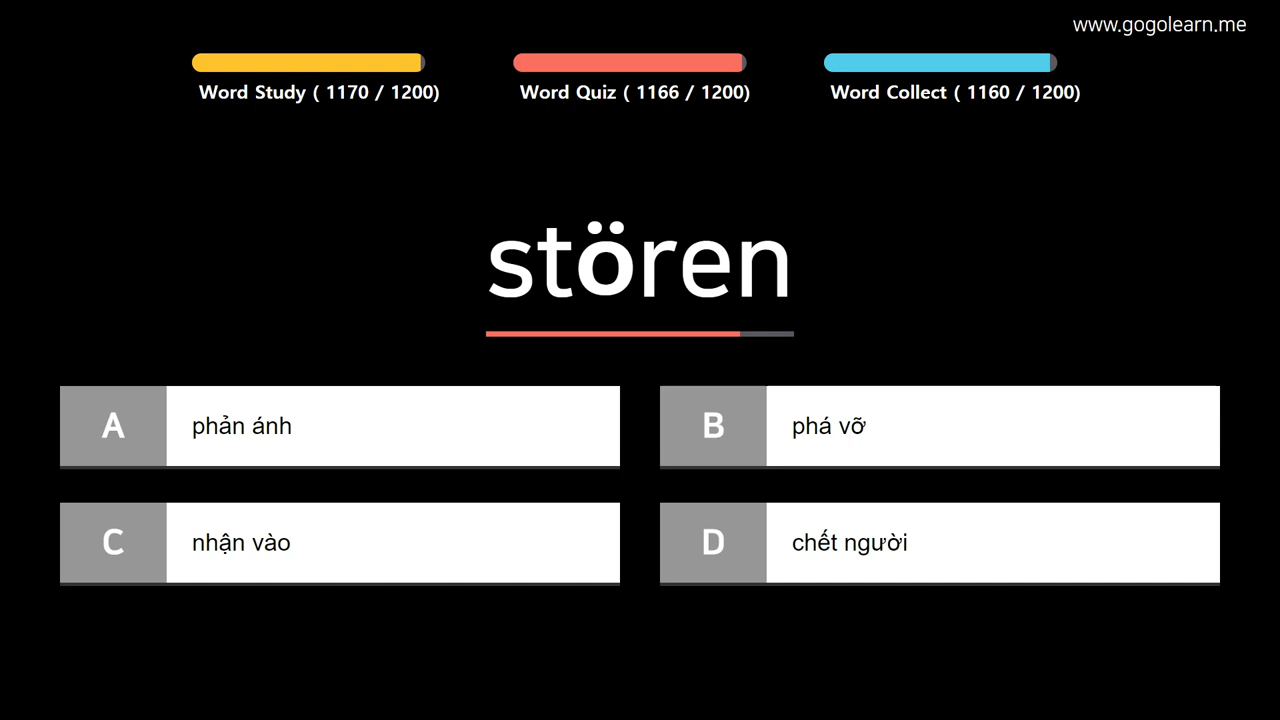 www.gogolearn.me
Word Study ( 1170 / 1200)
Word Quiz ( 1166 / 1200)
Word Collect ( 1160 / 1200)
stören
A phản ánh
B phá vỡ
C nhận vào
D chết người